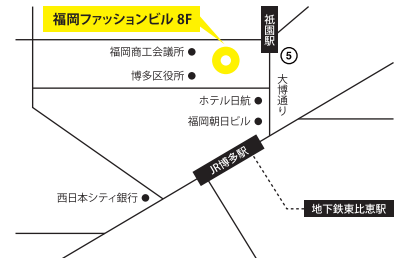 福岡ファッションビル 8F
祇園駅
福岡商工会議所
5
博多区役所
大博通り
ホテル日航
福岡朝日ビル
JR博多駅
西日本シティ銀行
地下鉄東比恵駅